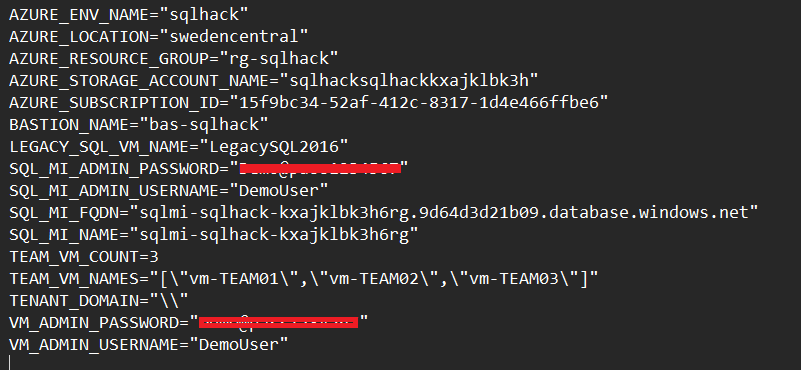 AZURE_ENV_NAME="sqlhack"
AZURE_LOCATION="swedencentral"
AZURE_RESOURCE_GROUP="rg-sqlhack"
AZURE_STORAGE_ACCOUNT_NAME="sqlhacksqlhackkxajklbk3h"
AZURE_SUBSCRIPTION_ID="15f9bc34-52af-412c-8317-1d4e466ffbe6"
BASTION_NAME="bas-sqlhack"
LEGACY_SQL_VM_NAME="LegacySQL2016"
SQL_MI_ADMIN_PASSWORD=""
SQL_MI_ADMIN_USERNAME="DemoUser"
SQL_MI_FQDN="sqlmi-sqlhack-kxajklbk3h6rg.9d64d3d21b09.database.windows.net"
SQL_MI_NAME="sqlmi-sqlhack-kxajklbk3h6rg"
TEAM_VM_COUNT=3
TEAM_VM_NAMES="[\"vm-TEAM01\",\"vm-TEAM02\",\"vm-TEAM03\"]"
TENANT_DOMAIN="\\"
VM_ADMIN_PASSWORD=""
VM_ADMIN_USERNAME="DemoUser"